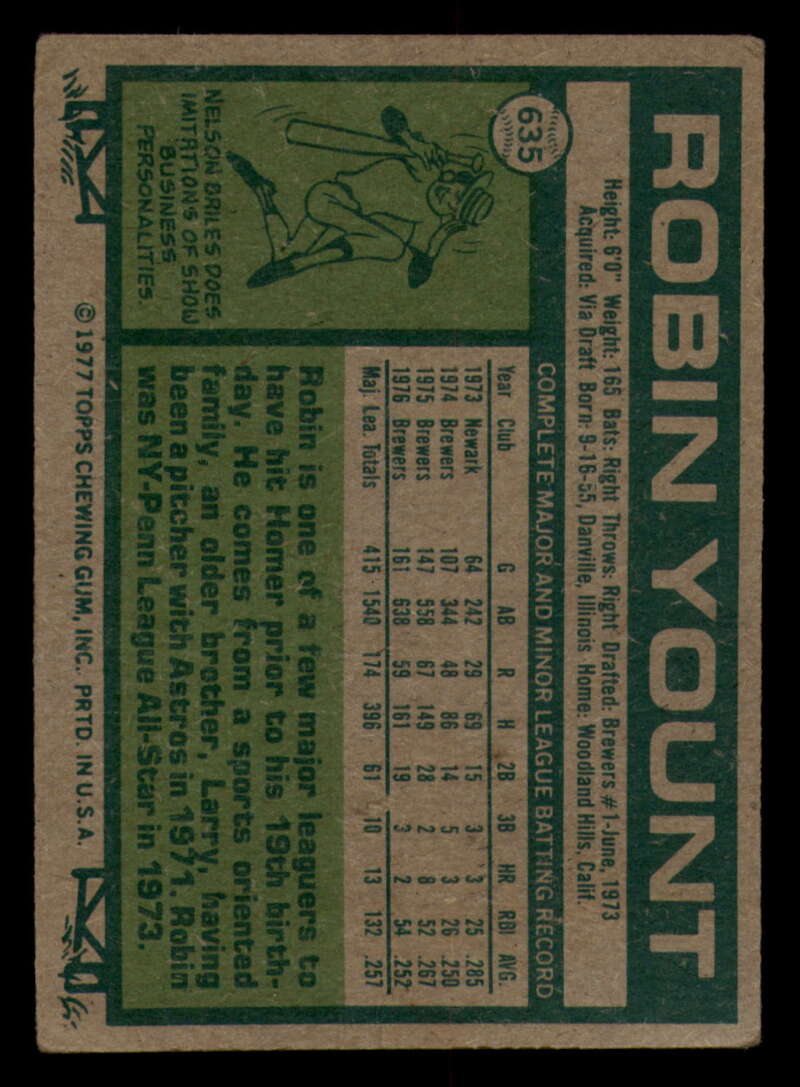 635
ROBIN YOUNT
Height: 6'0" Weight: 165 Bats: Right Throws: Right Drafted: Brewers #1-June, 1973
Acquired: Via Draft Born: 9-16-55, Danville, Illinois Home: Woodland Hills, Calif.
COMPLETE MAJOR AND MINOR LEAGUE BATTING RECORD
Year Club G AB R H 2B 3B HR RBI AVG.
1973 Newark 64 242 29 69 15 3 3 25 .285
1974 Brewers 107 344 48 86 14 5 3 26 .250
1975 Brewers 147 558 67 149 28 2 8 52 .267
1976 Brewers 161 638 59 161 19 3 2 54 .252
Maj. Lea Totals 415 1540 174 396 61 10 13 132 .257
NELSON BRILES DOES
IMITATIONS OF SHOW
BUSINESS
PERSONALITIES.
Robin is one of a few major leaguers to
have hit Homer prior to his 19th birth-
day. He comes from a sports oriented
family, an older brother, Larry, having
been a pitcher with Astros in 1971. Robin
was NY-Penn League All-Star in 1973.
© 1977 TOPPS CHEWING GUM, INC. PRTD. IN U.S.A.